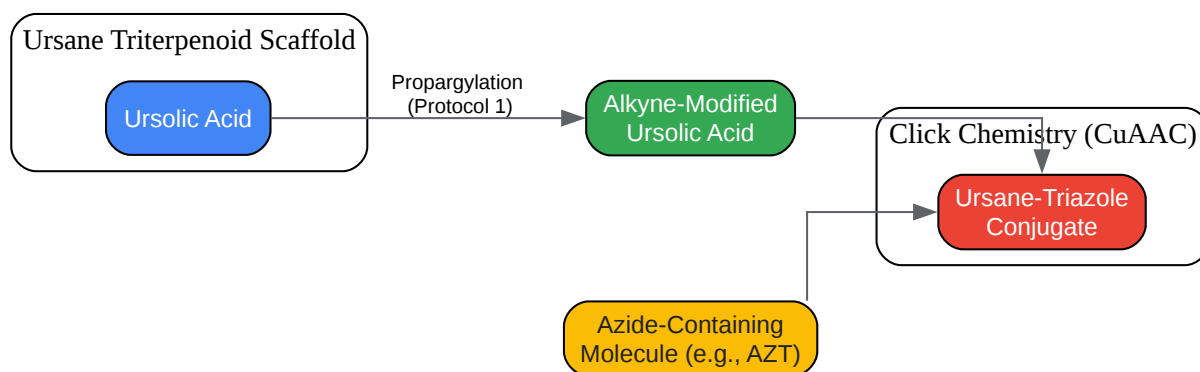 Ursane Triterpenoid Scaffold
Ursolic Acid
Propargylation
(Protocol 1)
Alkyne-Modified
Ursolic Acid
Click Chemistry (CuAAC)
Ursane-Triazole
Conjugate
Azide-Containing
Molecule (e.g., AZT)